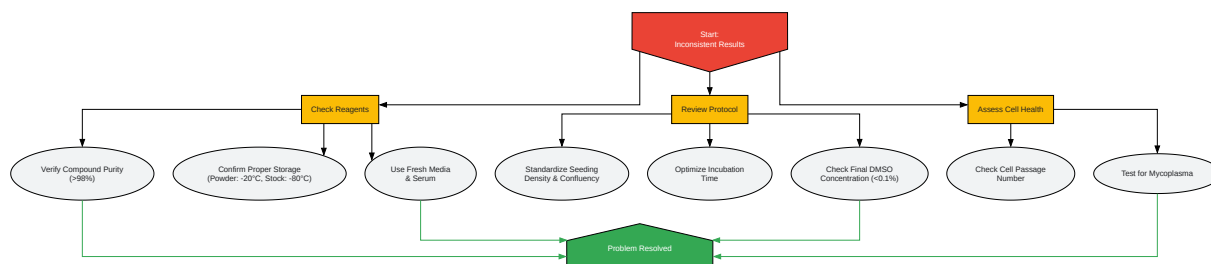 Start:
Inconsistent Results
Check Reagents
Review Protocol
Assess Cell Health
Verify Compound Purity
(>98%)
Confirm Proper Storage
(Powder: -20°C, Stock: -80°C)
Use Fresh Media
& Serum
Standardize Seeding
Density & Confluency
Optimize Incubation
Time
Check Final DMSO
Concentration (<0.1%)
Check Cell Passage
Number
Test for Mycoplasma
Problem Resolved